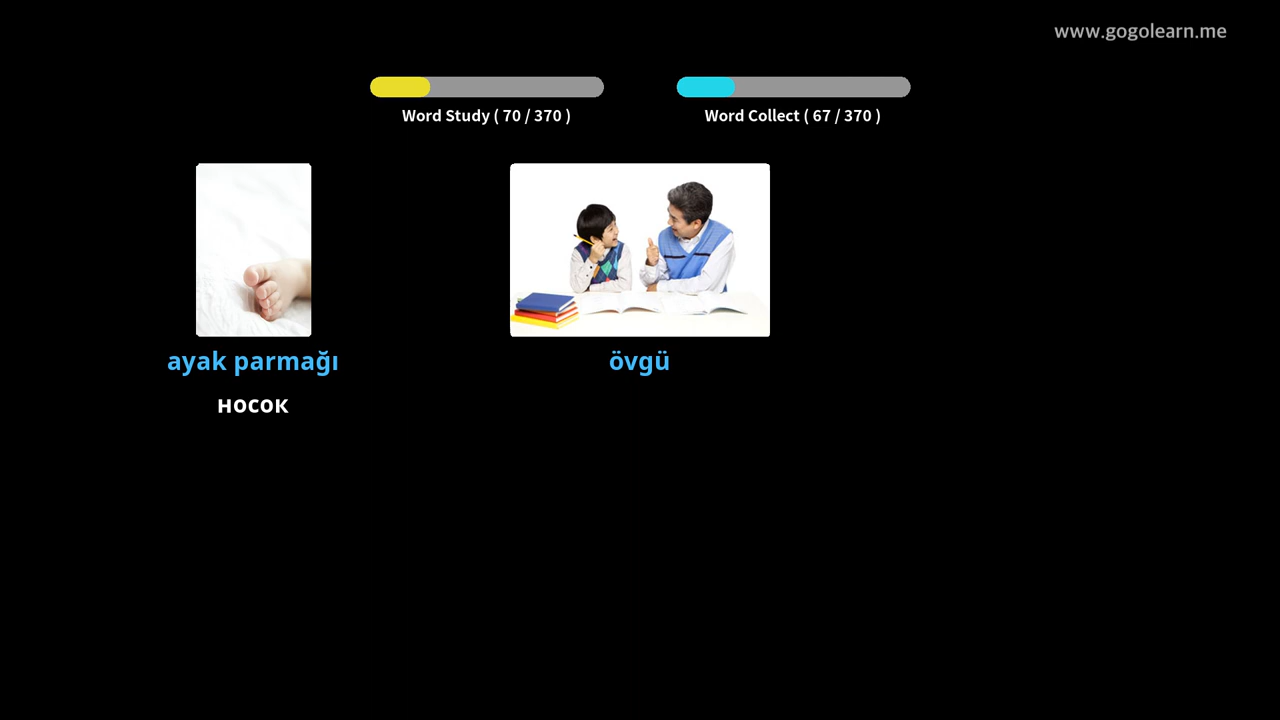 www.gogolearn.me
Word Study ( 70 / 370 )
Word Collect ( 67 / 370 )
ayak parmağı
носок
övgü